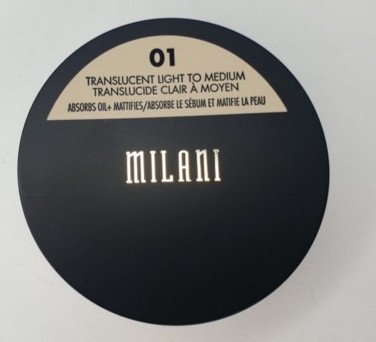 01
TRANSLUCENT LIGHT TO MEDIUM
TRANSLUCIDE CLAIR À MOYEN
ABSORBS OIL+ MATTIFIES/ABSORBE LE SÉBUM ET MATIFIE LA PEAU
MILANI